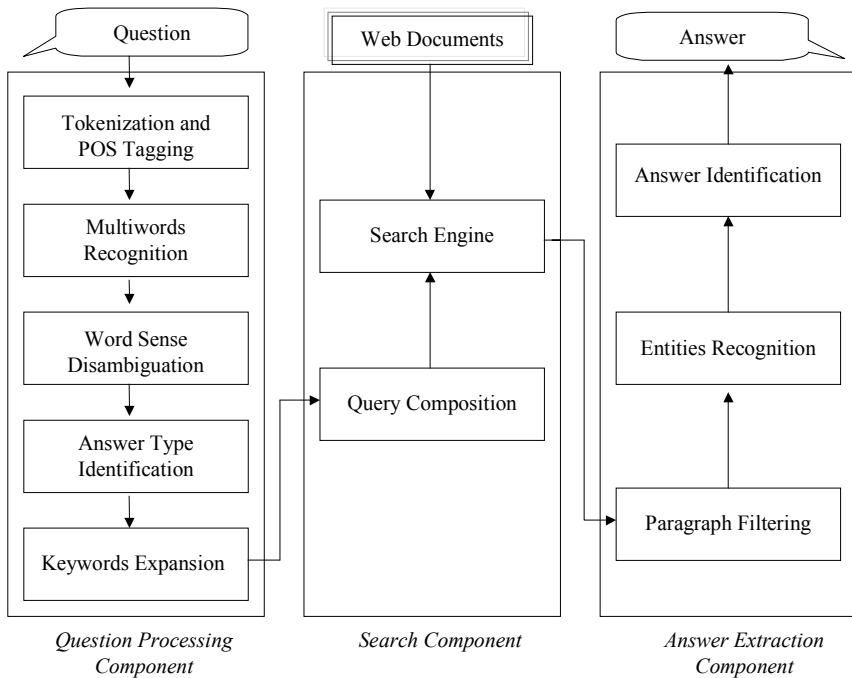 Question
Tokenization and
POS Tagging
Multiwords
Recognition
Word Sense
Disambiguation
Answer Type
Identification
Keywords Expansion
Question Processing
Component
Web Documents
Search Engine
Query Composition
Search Component
Answer
Answer Identification
Entities Recognition
Paragraph Filtering
Answer Extraction
Component